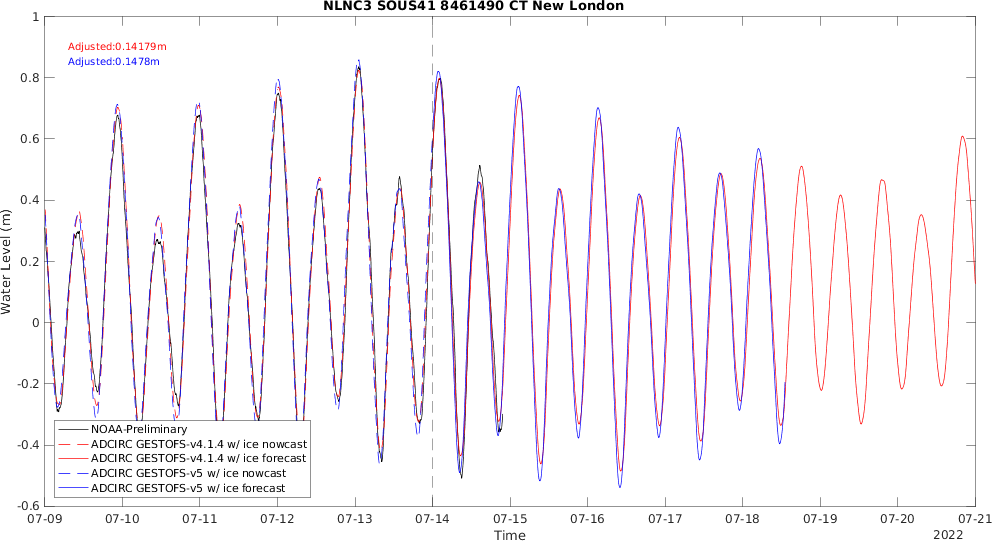 NLNC3 SOUS41 8461490 CT New London
Adjusted:0.14179m
Adjusted:0.1478m
Water Level (m)
1
0.8
0.6
0.4
0.2
0
-0.2
-0.4
-0.6
NOAA-Preliminary
ADCIRC GESTOFS-v4.1.4 w/ ice nowcast
ADCIRC GESTOFS-v4.1.4 w/ ice forecast
ADCIRC GESTOFS-v5 w/ ice nowcast
ADCIRC GESTOFS-v5 w/ ice forecast
07-09 07-10 07-11 07-12 07-13 07-14 07-15 07-16 07-17 07-18 07-19 07-20 07-21
Time
2022